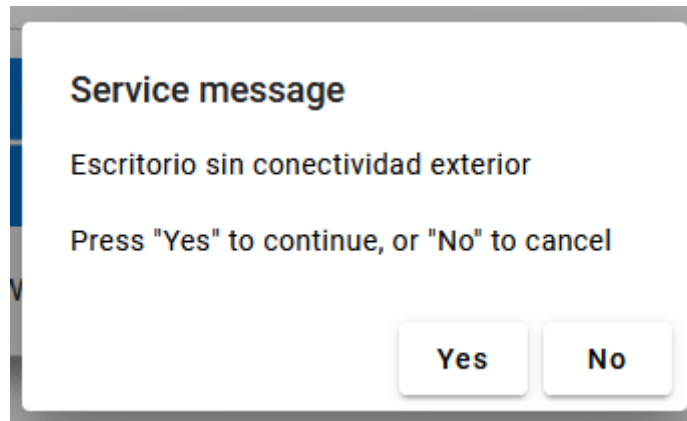 Service message
Escritorio sin conectividad exterior
Press "Yes" to continue, or "No" to cancel
Yes No